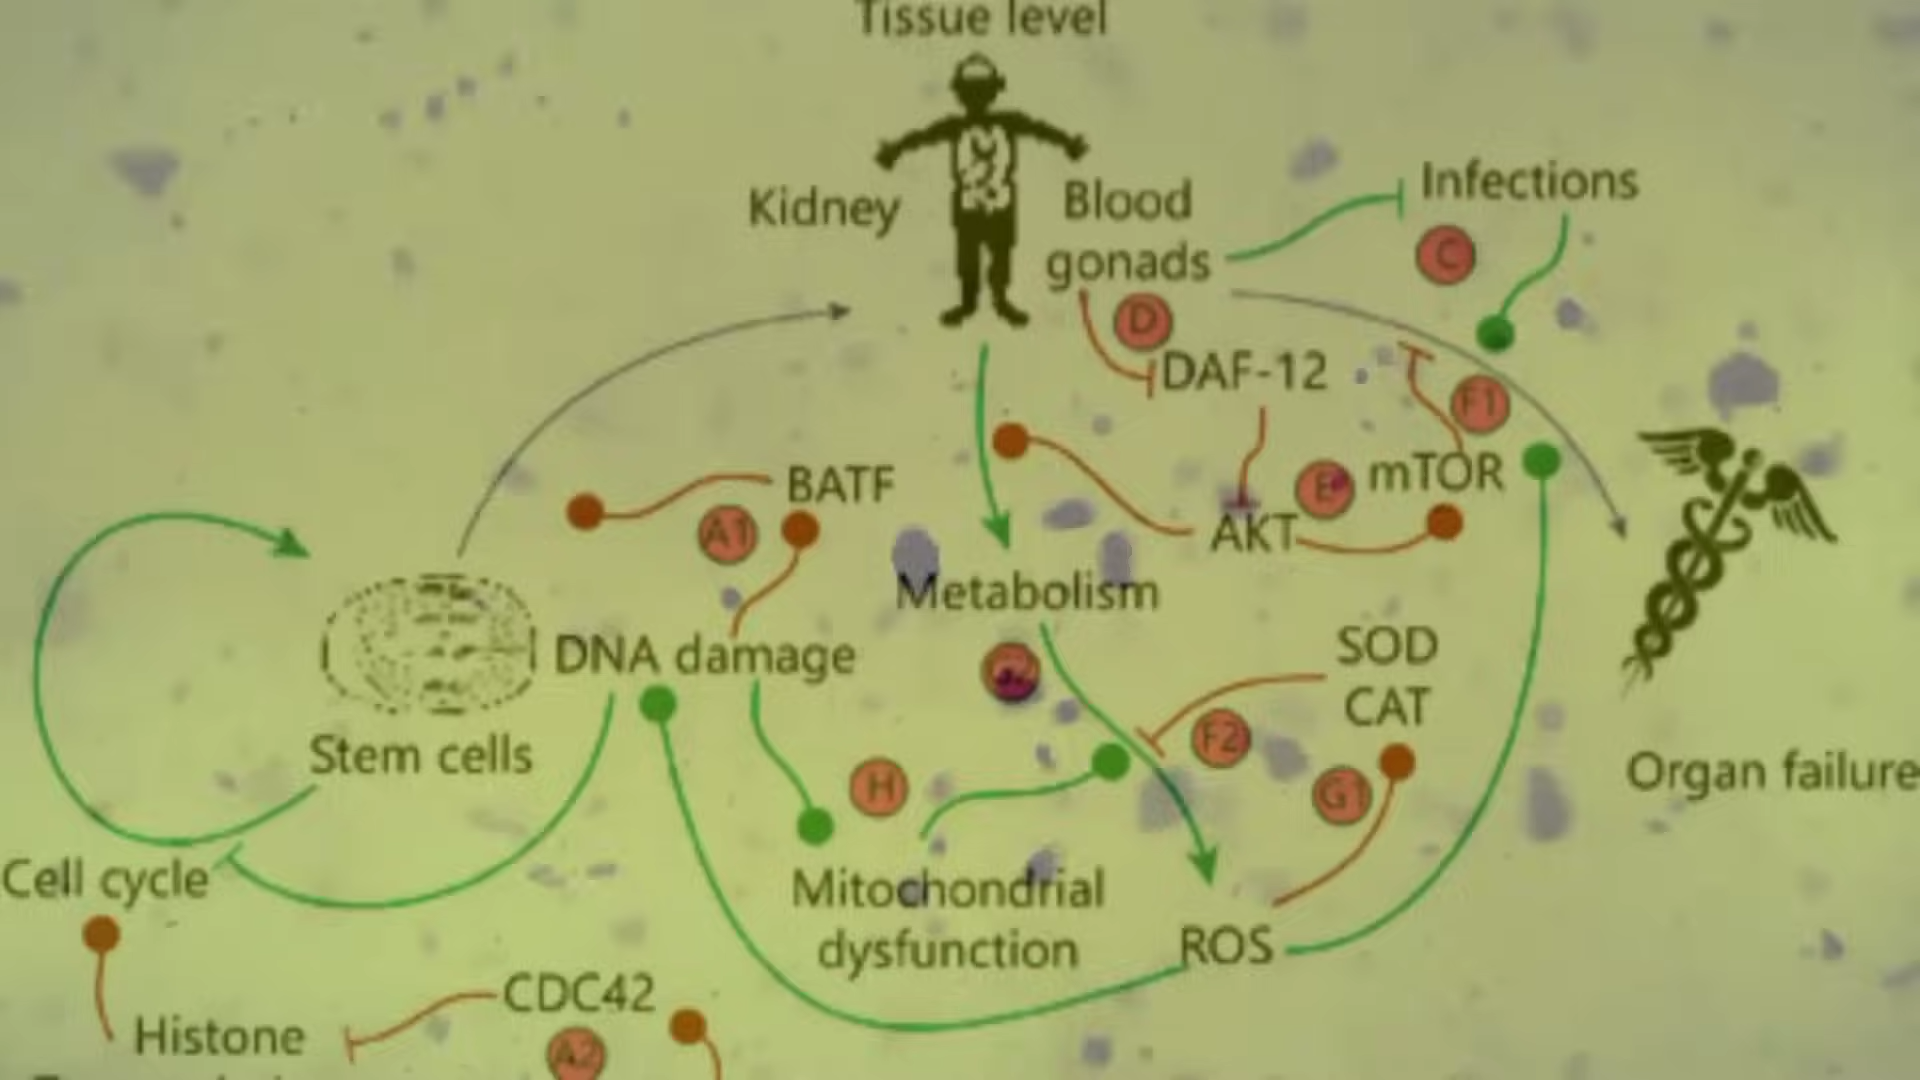 Tissue level
Kidney
Blood
gonads
Infections
C
D
DAF-12
F1
BATF
A1
E
mTOR
AKT
Metabolism
DNA damage
SOD
CAT
Stem cells
F2
H
G1
Organ failure
Cell cycle
Mitochondrial
dysfunction
ROS
CDC42
Histone
A2